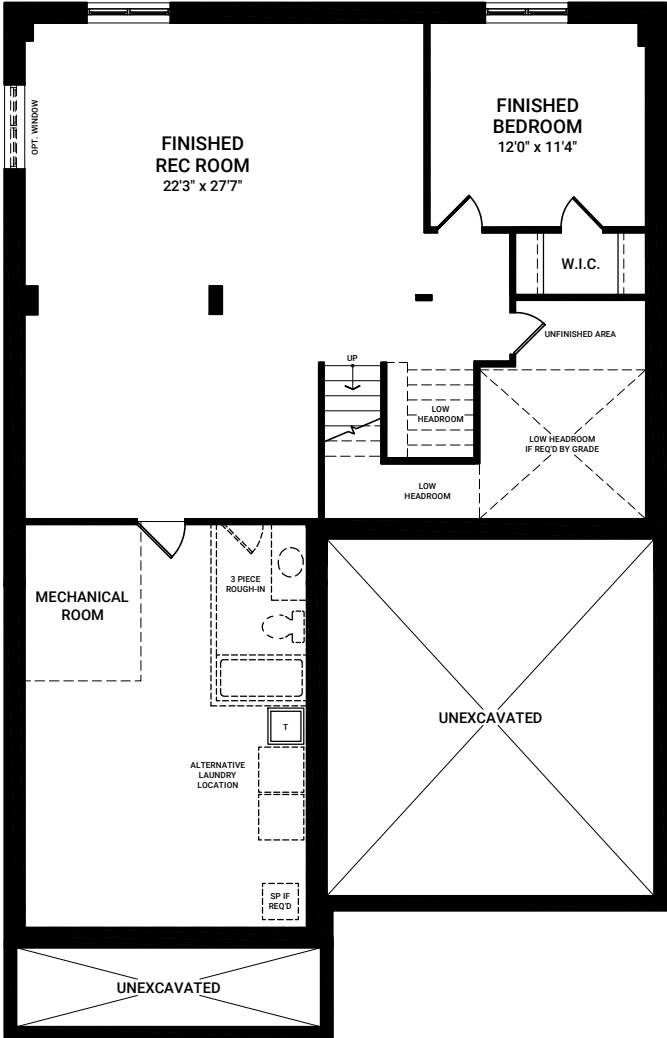 OPT. WINDOW
FINISHED
REC ROOM
22'3" x 27'7"
FINISHED
BEDROOM
12'0" x 11'4"
W.I.C.
UNFINISHED AREA
UP
LOW
HEADROOM
LOW HEADROOM
IF REQ'D BY GRADE
LOW
HEADROOM
MECHANICAL
ROOM
3 PIECE
ROUGH-IN
T
UNEXCAVATED
ALTERNATIVE
LAUNDRY
LOCATION
SP IF
REQ'D
UNEXCAVATED